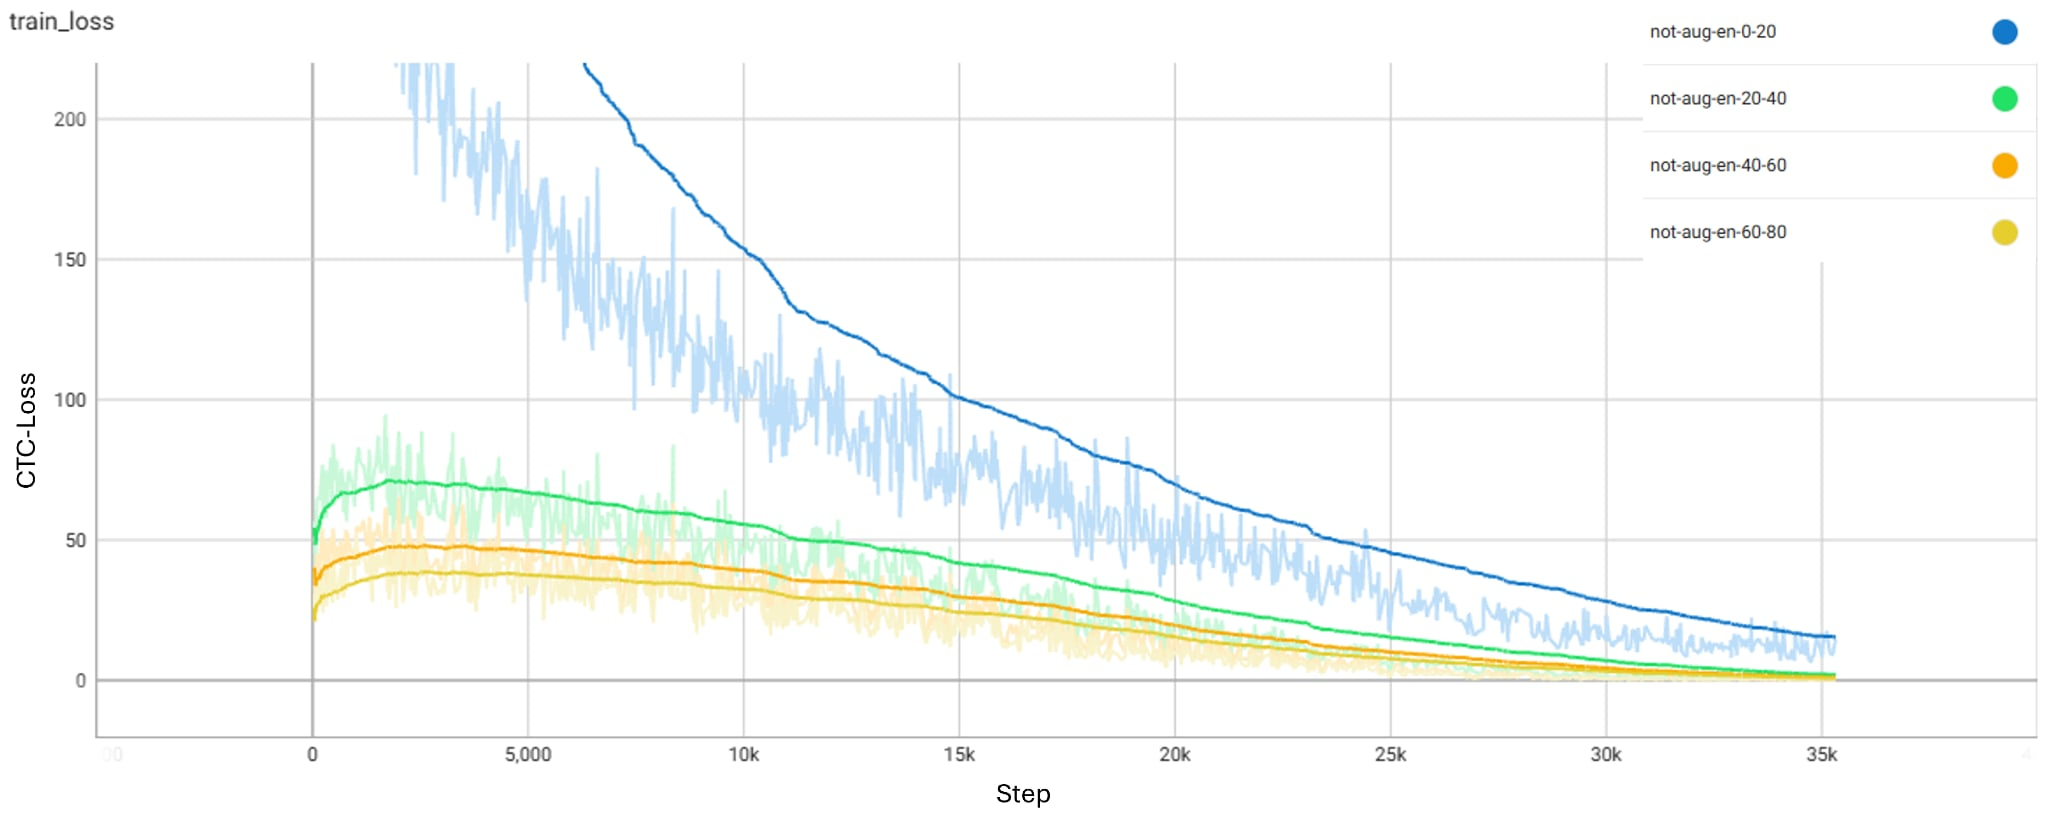 train_loss
not-aug-en-0-20
not-aug-en-20-40
not-aug-en-40-60
not-aug-en-60-80
200
150
100
50
0
CTC-Loss
0 5,000 10k 15k 20k 25k 30k 35k
Step